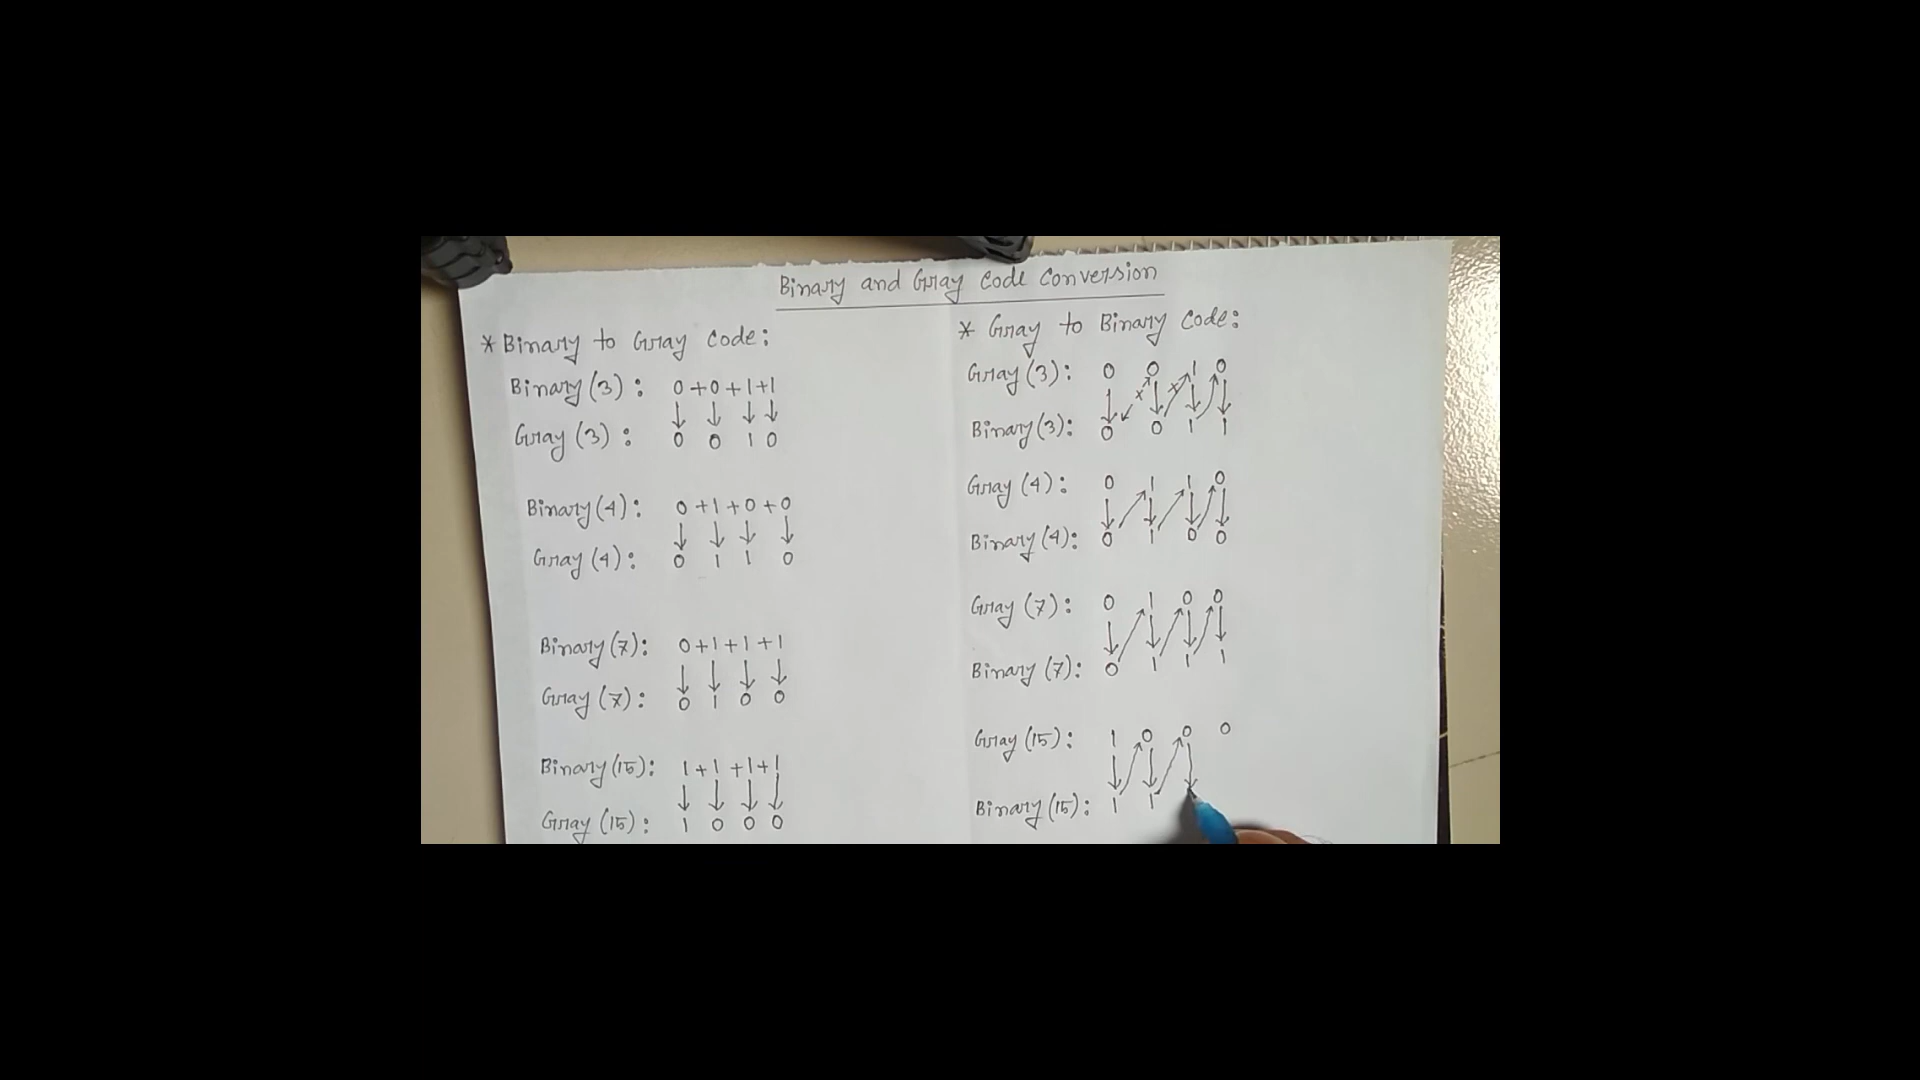 Binary and Gray Code Conversion
* Binary to Gray Code:
Binary (3) : 0 + 0 + 1 + 1
Gray (3) : 0 0 1 0
Binary (4) : 0 + 1 + 0 + 0
Gray (4) : 0 1 1 0
Binary (7) : 0 + 1 + 1 + 1
Gray (7) : 0 1 0 0
Binary (15) : 1 + 1 + 1 + 1
Gray (15) : 1 0 0 0
* Gray to Binary Code:
Gray (3) : 0 0 1 0
Binary (3) : 0 0 1 1
Gray (4) : 0 1 1 0
Binary (4) : 0 1 0 0
Gray (7) : 0 1 0 0
Binary (7) : 0 1 1 1
Gray (15) : 1 0 0 0
Binary (15) : 1 1